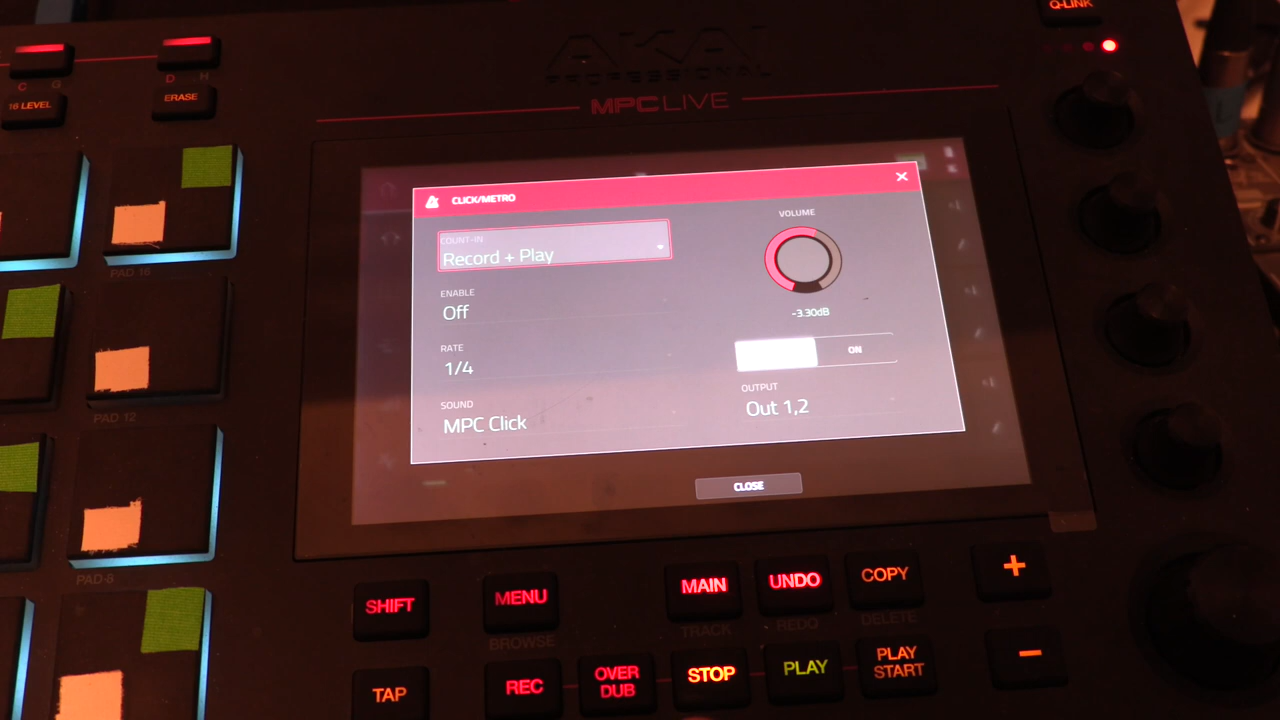 Q-LINK
AKAI
PROFESSIONAL
MPC LIVE
C G
D H
16 LEVEL
ERASE
PAD 16
PAD 12
PAD 8
CLICK/METRO
COUNT-IN
Record + Play
ENABLE
Off
RATE
1/4
SOUND
MPC Click
VOLUME
-3.30dB
ON
OUTPUT
Out 1,2
CLOSE
SHIFT
MENU
BROWSE
MAIN
TRACK
UNDO
REDO
COPY
DELETE
+
TAP
REC
OVER
DUB
STOP
PLAY
PLAY
START
−